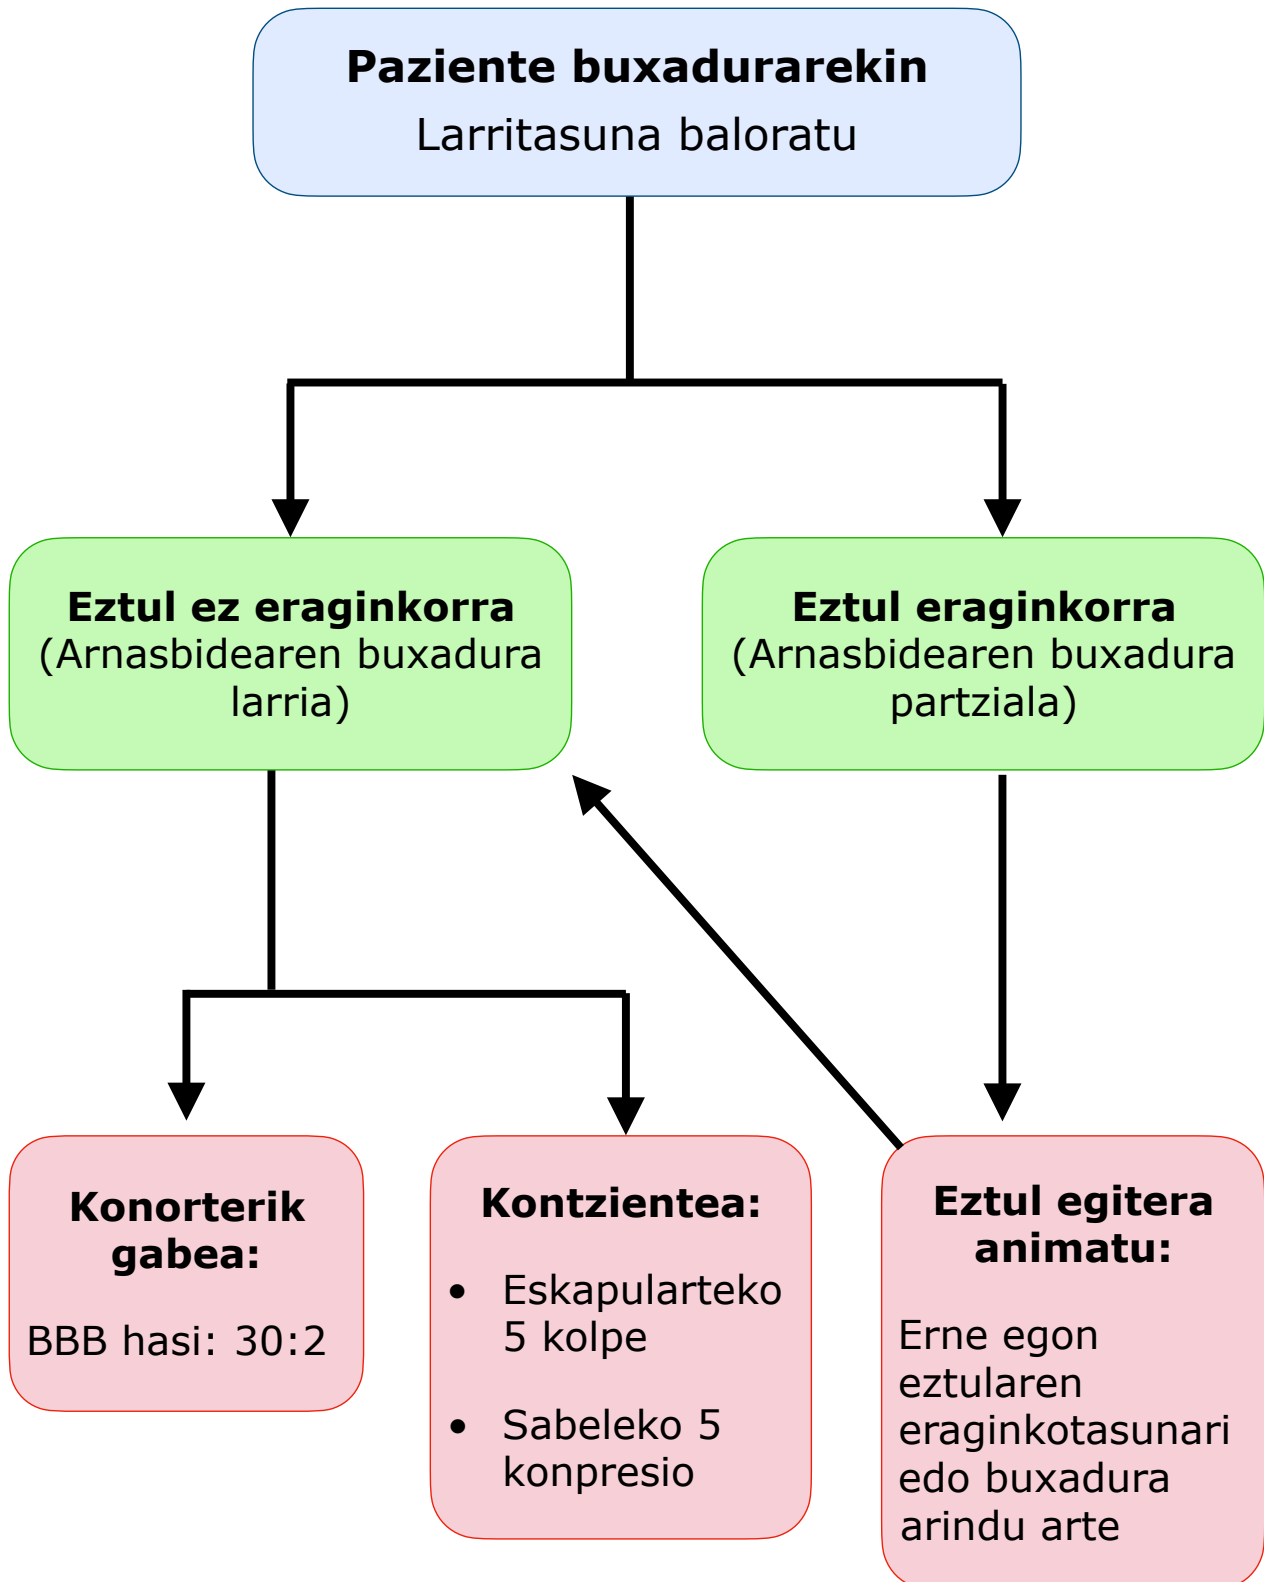 Paziente buxadurarekin
Larritasuna baloratu
Eztul ez eraginkorra
(Arnasbidearen buxadura
larria)
Eztul eraginkorra
(Arnasbidearen buxadura
partziala)
Konorterik
gabea:
BBB hasi: 30:2
Kontzientea:
• Eskapularteko
5 kolpe
• Sabeleko 5
konpresio
Eztul egitera
animatu:
Erne egon
eztularen
eraginkotasunari
edo buxadura
arindu arte